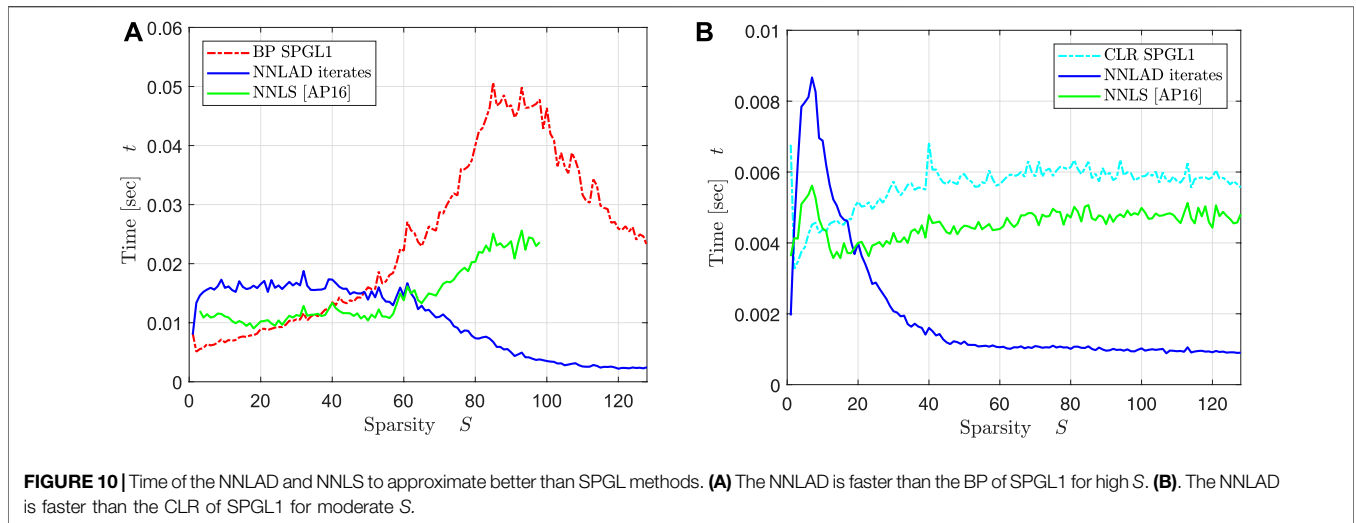 A
0.06
0.05
0.04
0.03
0.02
0.01
0
Time [sec] t
BP SPGL1
NNLAD iterates
NNLS [AP16]
0 20 40 60 80 100 120
Sparsity S
B
0.01
0.008
0.006
0.004
0.002
0
Time [sec] t
CLR SPGL1
NNLAD iterates
NNLS [AP16]
0 20 40 60 80 100 120
Sparsity S
FIGURE 10 | Time of the NNLAD and NNLS to approximate better than SPGL methods. (A) The NNLAD is faster than the BP of SPGL1 for high S. (B). The NNLAD
is faster than the CLR of SPGL1 for moderate S.